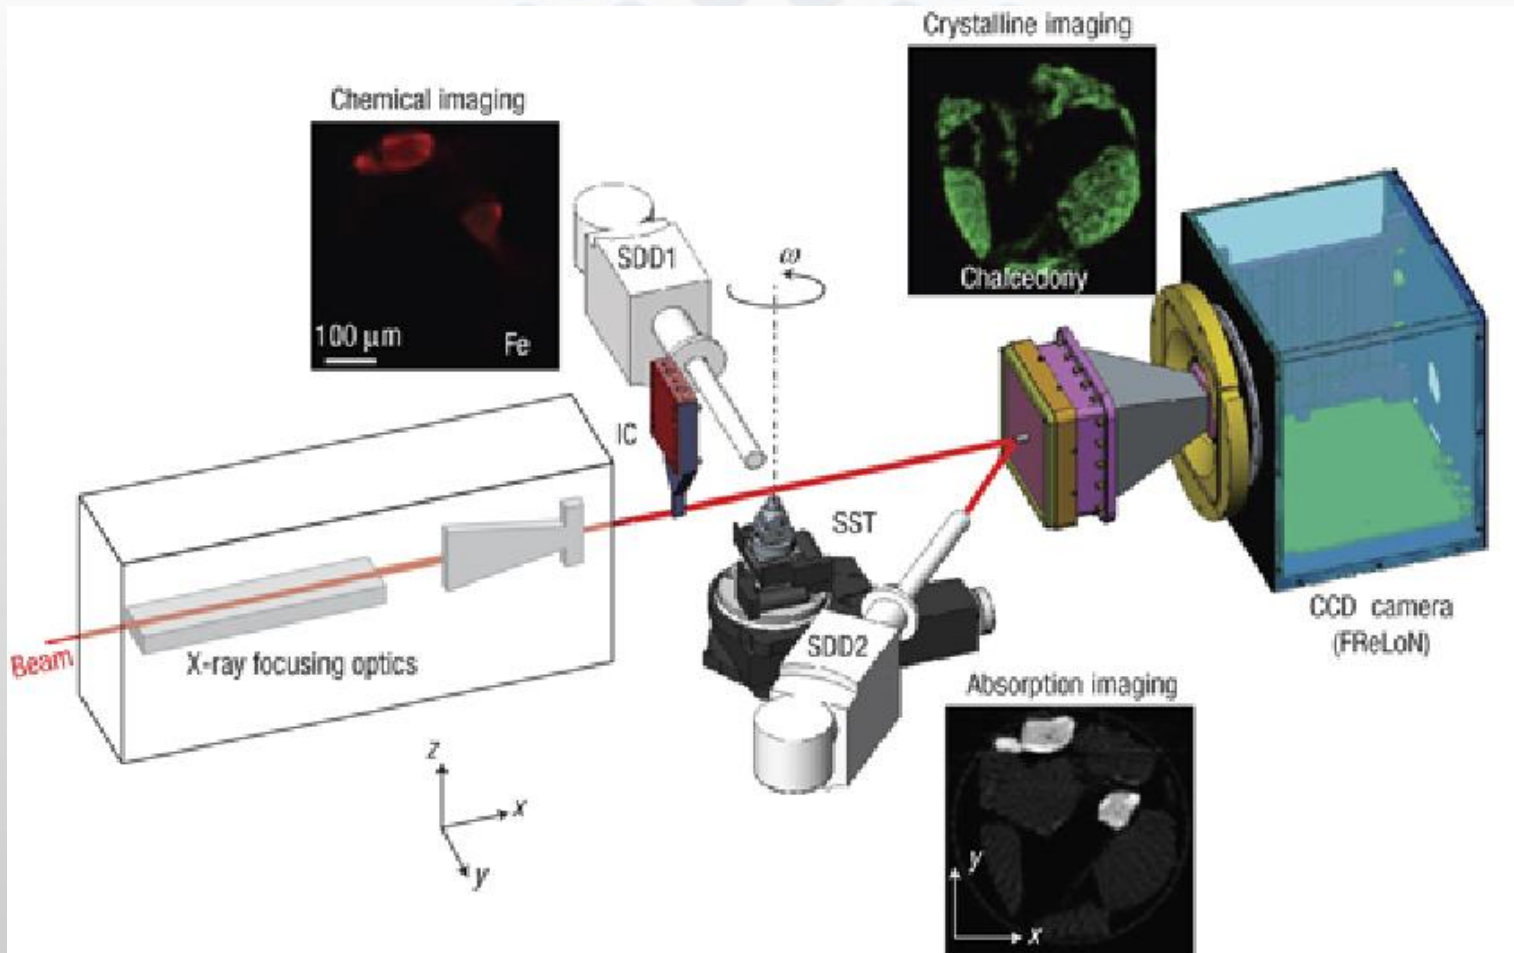 Crystalline imaging
Chemical imaging
SDD1
ω
Chalcedony
100 μm
Fe
IC
SST
CCD camera
(FReLoN)
SDD2
Beam
X-ray focusing optics
Absorption imaging
z
x
y
y
x